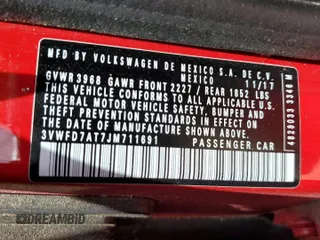 MFD BY VOLKSWAGEN DE MEXICO S.A. DE C.V.
MEXICO 11/17
GVWR 3968 GAWR FRONT 2227 / REAR 1852 LBS
THIS VEHICLE CONFORMS TO ALL APPLICABLE U.S.
FEDERAL MOTOR VEHICLE SAFETY, BUMPER AND
THEFT PREVENTION STANDARDS IN EFFECT ON
THE DATE OF MANUFACTURE SHOWN ABOVE.
3VWFD7AT7JM711691
PASSENGER CAR
4829033 3244 M
DREAMBID